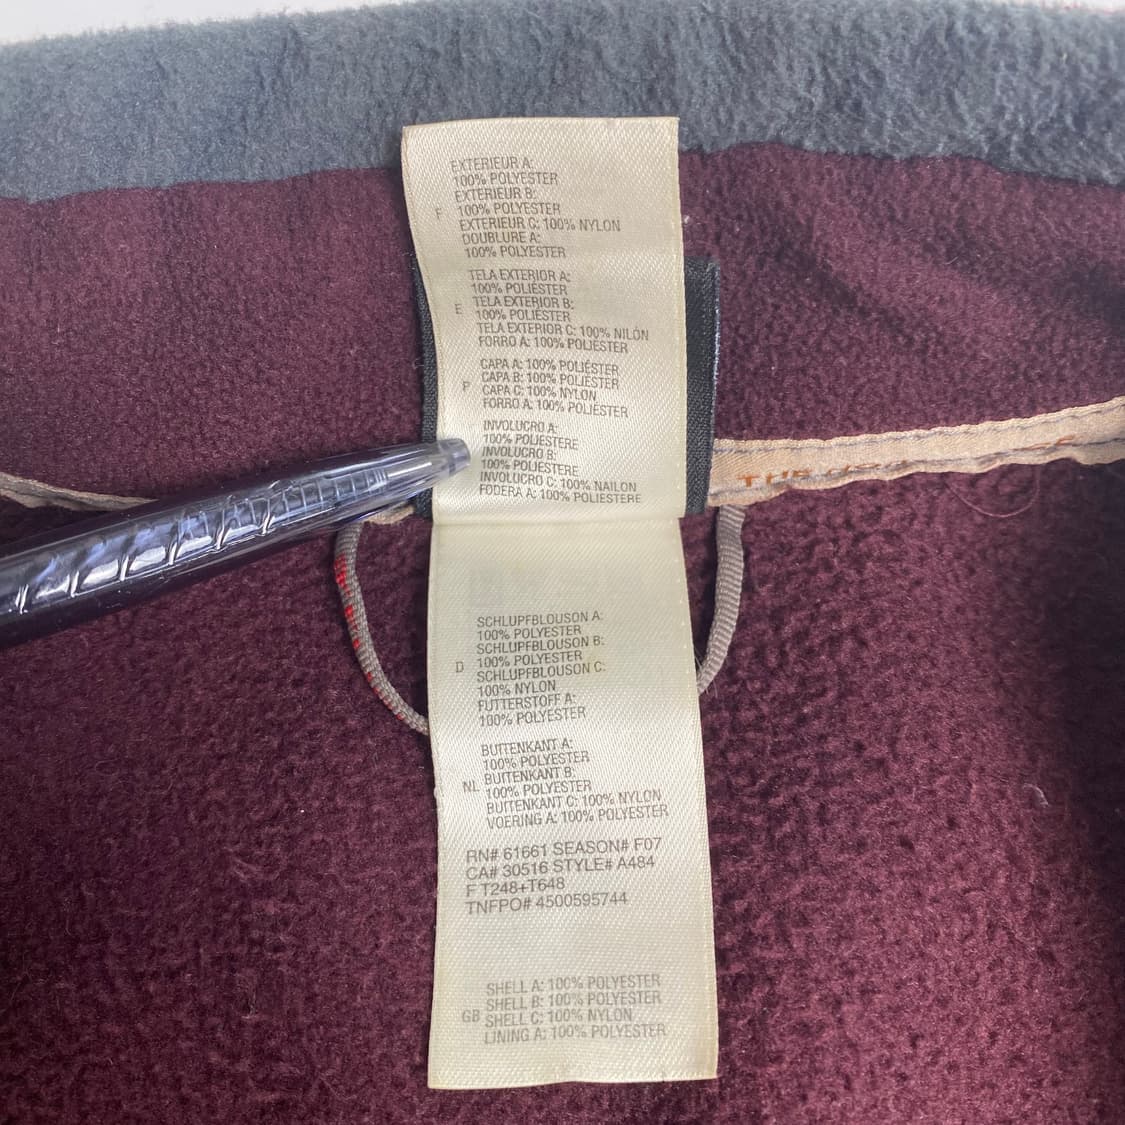 EXTERIEUR A:
100% POLYESTER
EXTERIEUR B:
F 100% POLYESTER
EXTERIEUR C: 100% NYLON
DOUBLURE A:
100% POLYESTER
TELA EXTERIOR A:
100% POLIÉSTER
E TELA EXTERIOR B:
100% POLIÉSTER
TELA EXTERIOR C: 100% NILÓN
FORRO A: 100% POLIÉSTER
CAPA A: 100% POLIÉSTER
CAPA B: 100% POLIÉSTER
P CAPA C: 100% NYLON
FORRO A: 100% POLIÉSTER
INVOLUCRO A:
100% POLIESTERE
INVOLUCRO B:
100% POLIESTERE
INVOLUCRO C: 100% NAILON
FODERA A: 100% POLIESTERE
SCHLUPFBLOUSON A:
100% POLYESTER
SCHLUPFBLOUSON B:
D 100% POLYESTER
SCHLUPFBLOUSON C:
100% NYLON
FUTTERSTOFF A:
100% POLYESTER
BUITENKANT A:
100% POLYESTER
NL BUITENKANT B:
100% POLYESTER
BUITENKANT C: 100% NYLON
VOERING A: 100% POLYESTER
RN# 61661 SEASON# F07
CA# 30516 STYLE# A484
F T248+T648
TNFPO# 4500595744
SHELL A: 100% POLYESTER
SHELL B: 100% POLYESTER
GB SHELL C: 100% NYLON
LINING A: 100% POLYESTER